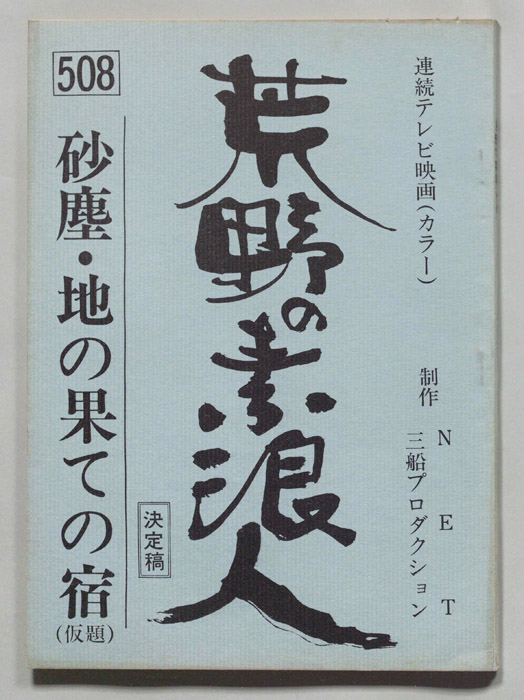 連続テレビ映画(カラー)
制作 NET
三船プロダクション
荒野の素浪人
決定稿
508
砂塵・地の果ての宿
(仮題)